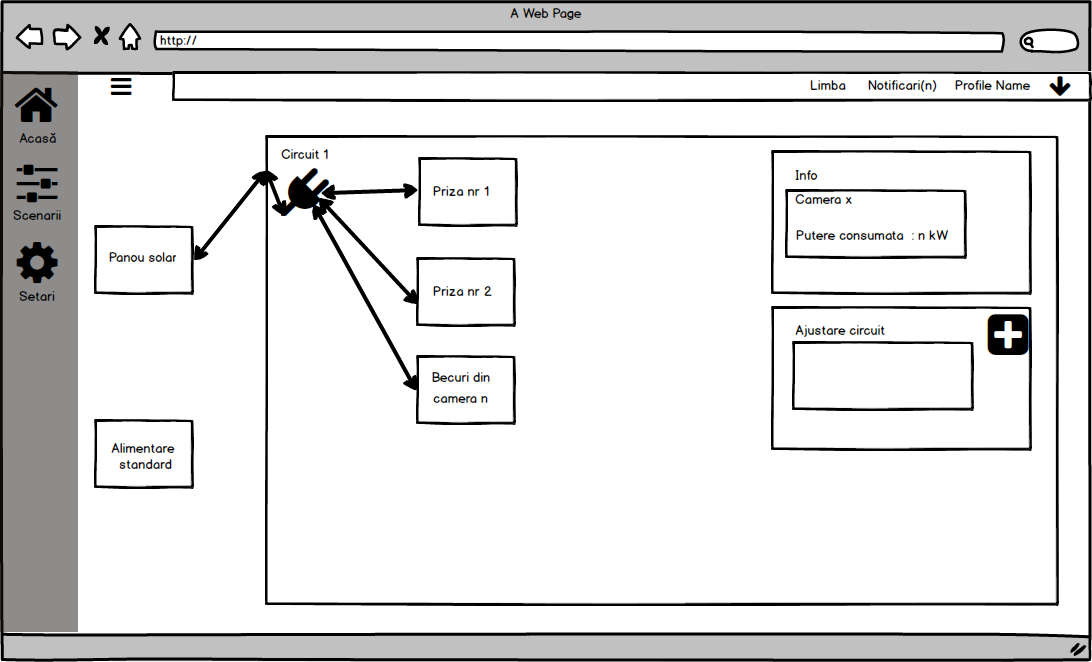 A Web Page
http://
Limba Notificari(n) Profile Name
Acasă
Scenarii
Setari
Panou solar
Alimentare
standard
Circuit 1
Priza nr 1
Priza nr 2
Becuri din
camera n
Info
Camera x
Putere consumata : n kW
Ajustare circuit